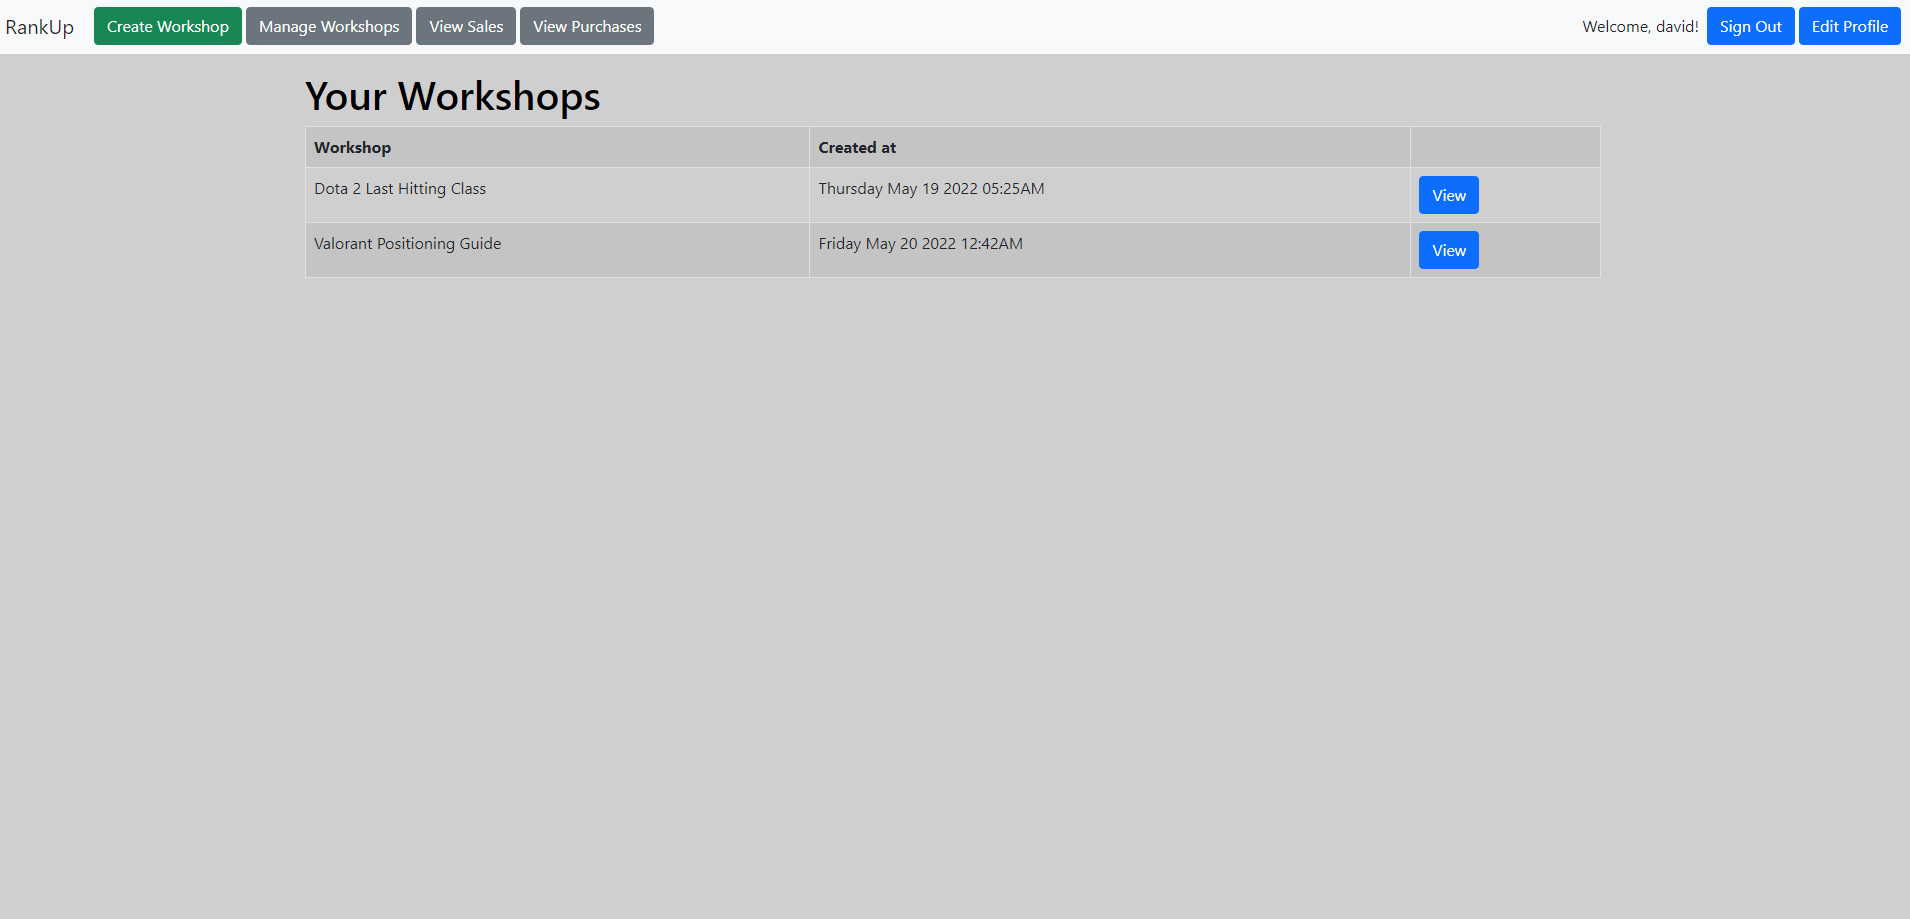 RankUp Create Workshop Manage Workshops View Sales View Purchases Welcome, david! Sign Out Edit Profile
Your Workshops
Workshop Created at
Dota 2 Last Hitting Class Thursday May 19 2022 05:25AM View
Valorant Positioning Guide Friday May 20 2022 12:42AM View